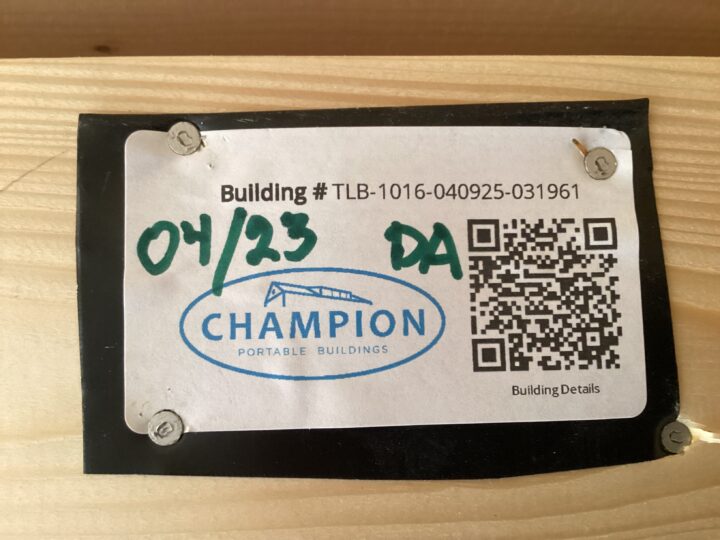 Building # TLB-1016-040925-031961
04/23 DA
CHAMPION
PORTABLE BUILDINGS
Building Details